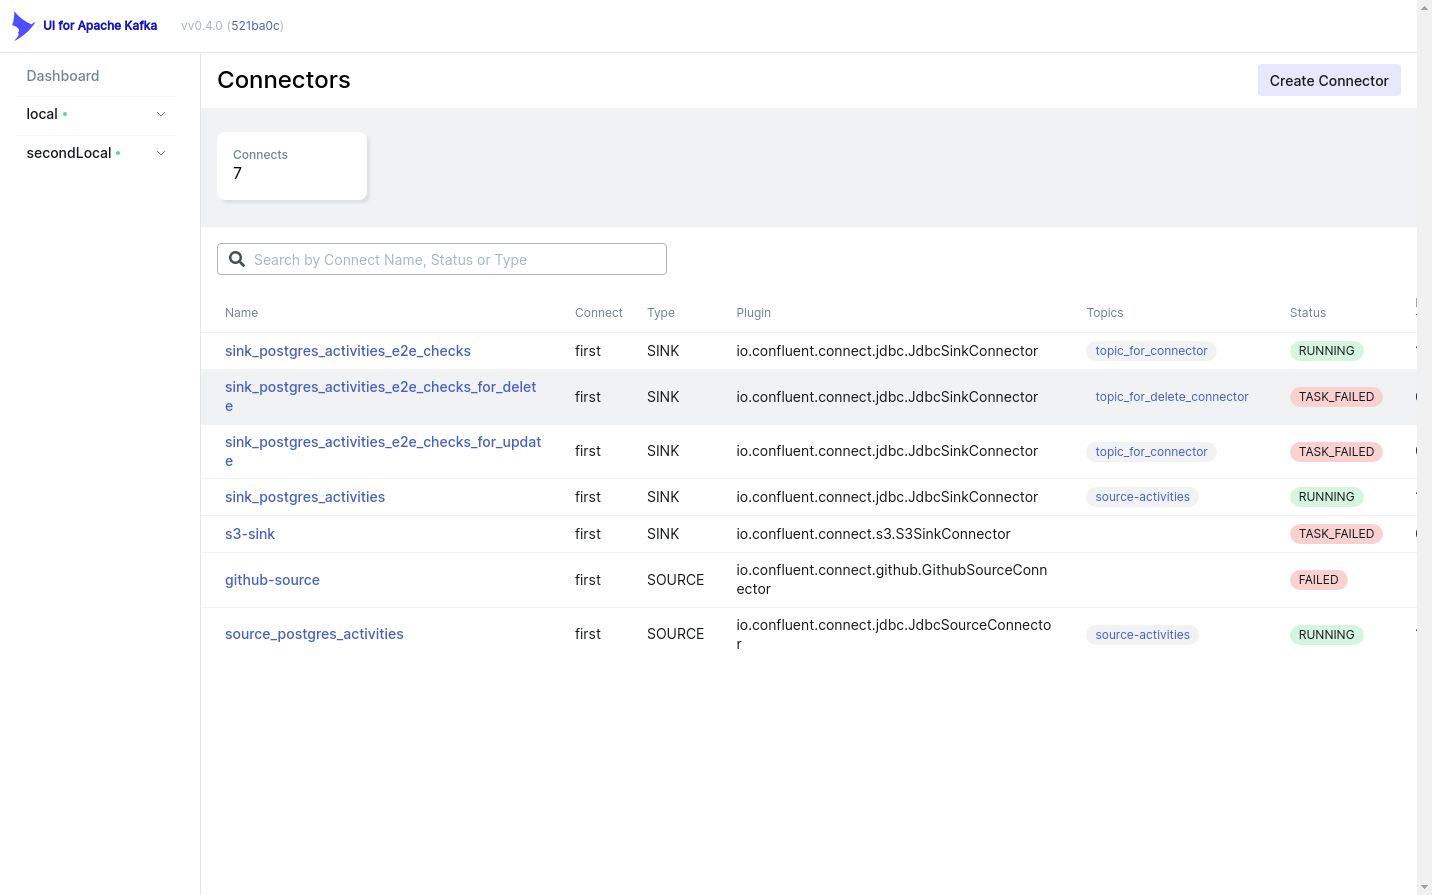 UI for Apache Kafka vv0.4.0 (521ba0c)
Dashboard
local
secondLocal
Connectors
Create Connector
Connects
7
Search by Connect Name, Status or Type
Name Connect Type Plugin Topics Status
sink_postgres_activities_e2e_checks first SINK io.confluent.connect.jdbc.JdbcSinkConnector topic_for_connector RUNNING
sink_postgres_activities_e2e_checks_for_delet
e first SINK io.confluent.connect.jdbc.JdbcSinkConnector topic_for_delete_connector TASK_FAILED
sink_postgres_activities_e2e_checks_for_updat
e first SINK io.confluent.connect.jdbc.JdbcSinkConnector topic_for_connector TASK_FAILED
sink_postgres_activities first SINK io.confluent.connect.jdbc.JdbcSinkConnector source-activities RUNNING
s3-sink first SINK io.confluent.connect.s3.S3SinkConnector TASK_FAILED
github-source first SOURCE io.confluent.connect.github.GithubSourceConn
ector FAILED
source_postgres_activities first SOURCE io.confluent.connect.jdbc.JdbcSourceConnecto
r source-activities RUNNING